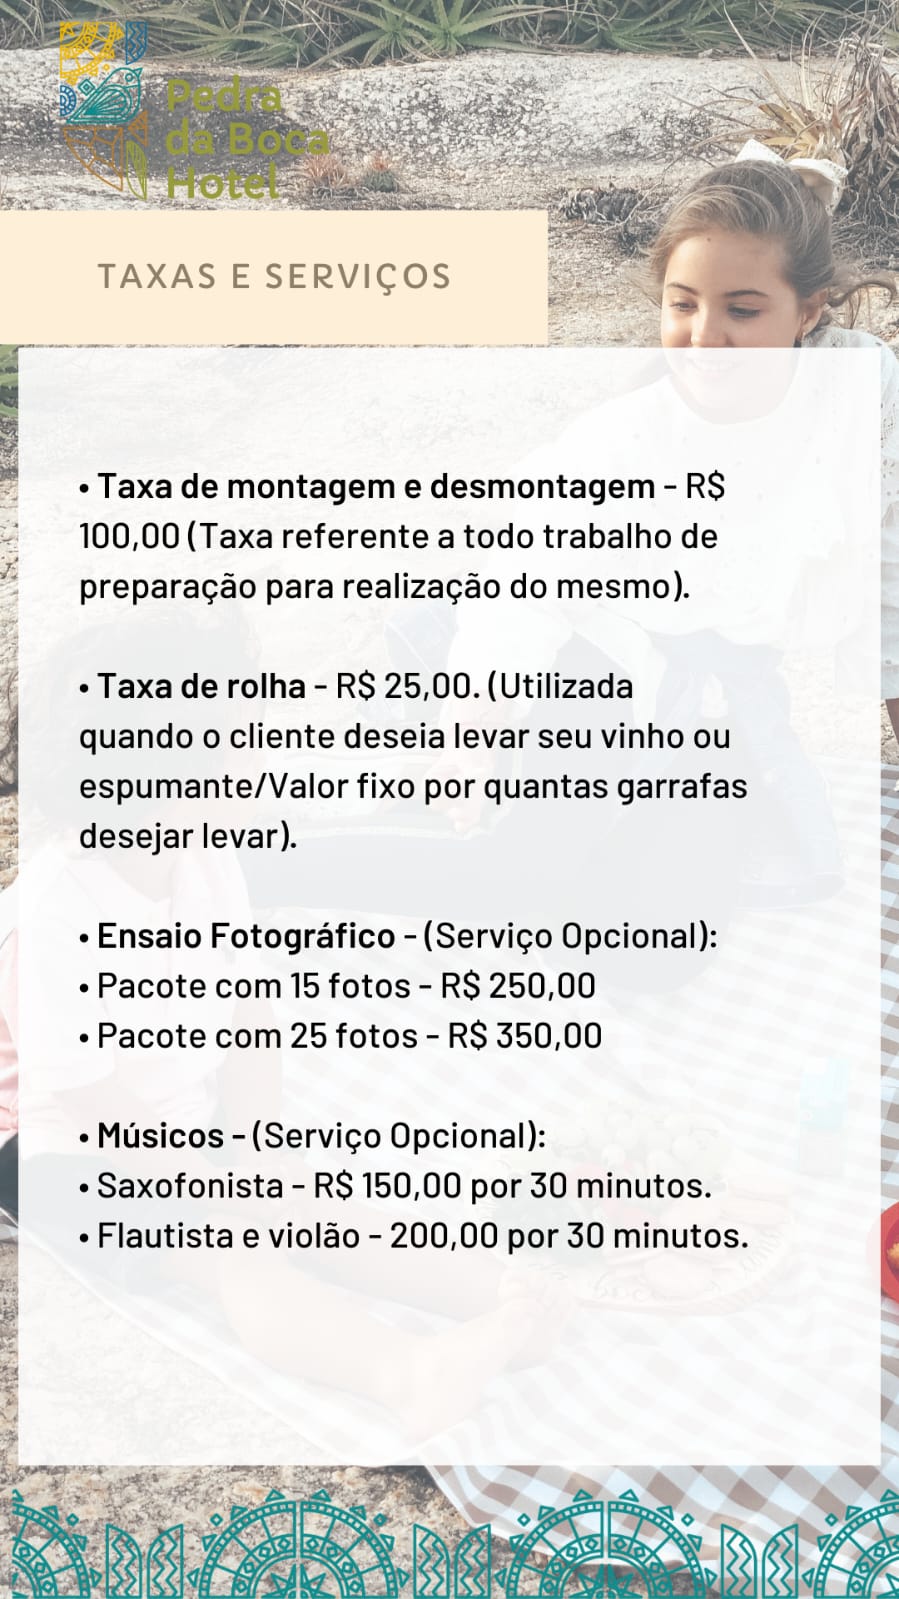 Pedra
da Boca
Hotel
TAXAS E SERVIÇOS
• Taxa de montagem e desmontagem - R$
100,00 (Taxa referente a todo trabalho de
preparação para realização do mesmo).
• Taxa de rolha - R$ 25,00. (Utilizada
quando o cliente deseia levar seu vinho ou
espumante/Valor fixo por quantas garrafas
desejar levar).
• Ensaio Fotográfico - (Serviço Opcional):
• Pacote com 15 fotos - R$ 250,00
• Pacote com 25 fotos - R$ 350,00
• Músicos - (Serviço Opcional):
• Saxofonista - R$ 150,00 por 30 minutos.
• Flautista e violão - 200,00 por 30 minutos.